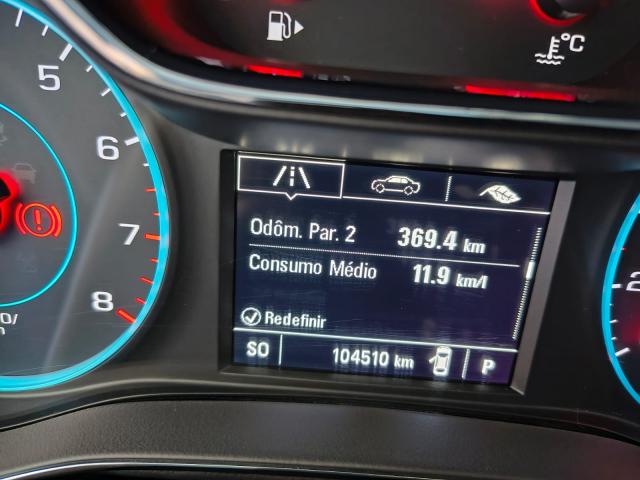 5
6
7
8
°C
Odôm. Par. 2 369.4 km
Consumo Médio 11.9 km/l
Redefinir
SO 104510 km P
2